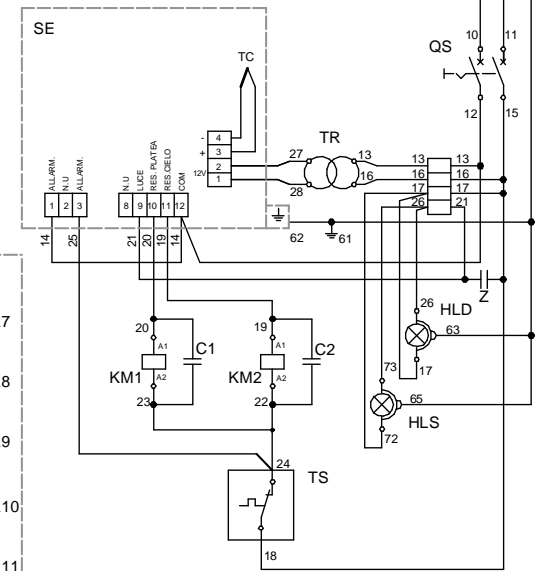 SE
10
11
QS
TC
12
15
-
4
+
3
12V
2
1
TR
27
13
28
16
13
13
16
16
17
17
26
21
ALLARM.
N.U
ALLARM.
N.U
LUCE
RES.PLATEA
RES.CIELO
COM
1
2
3
8
9
10
11
12
14
25
21
20
19
14
62
61
Z
26
HLD
63
17
20
C1
A1
KM1
A2
23
19
C2
A1
KM2
A2
22
73
65
HLS
72
24
TS
18
7
8
9
10
11